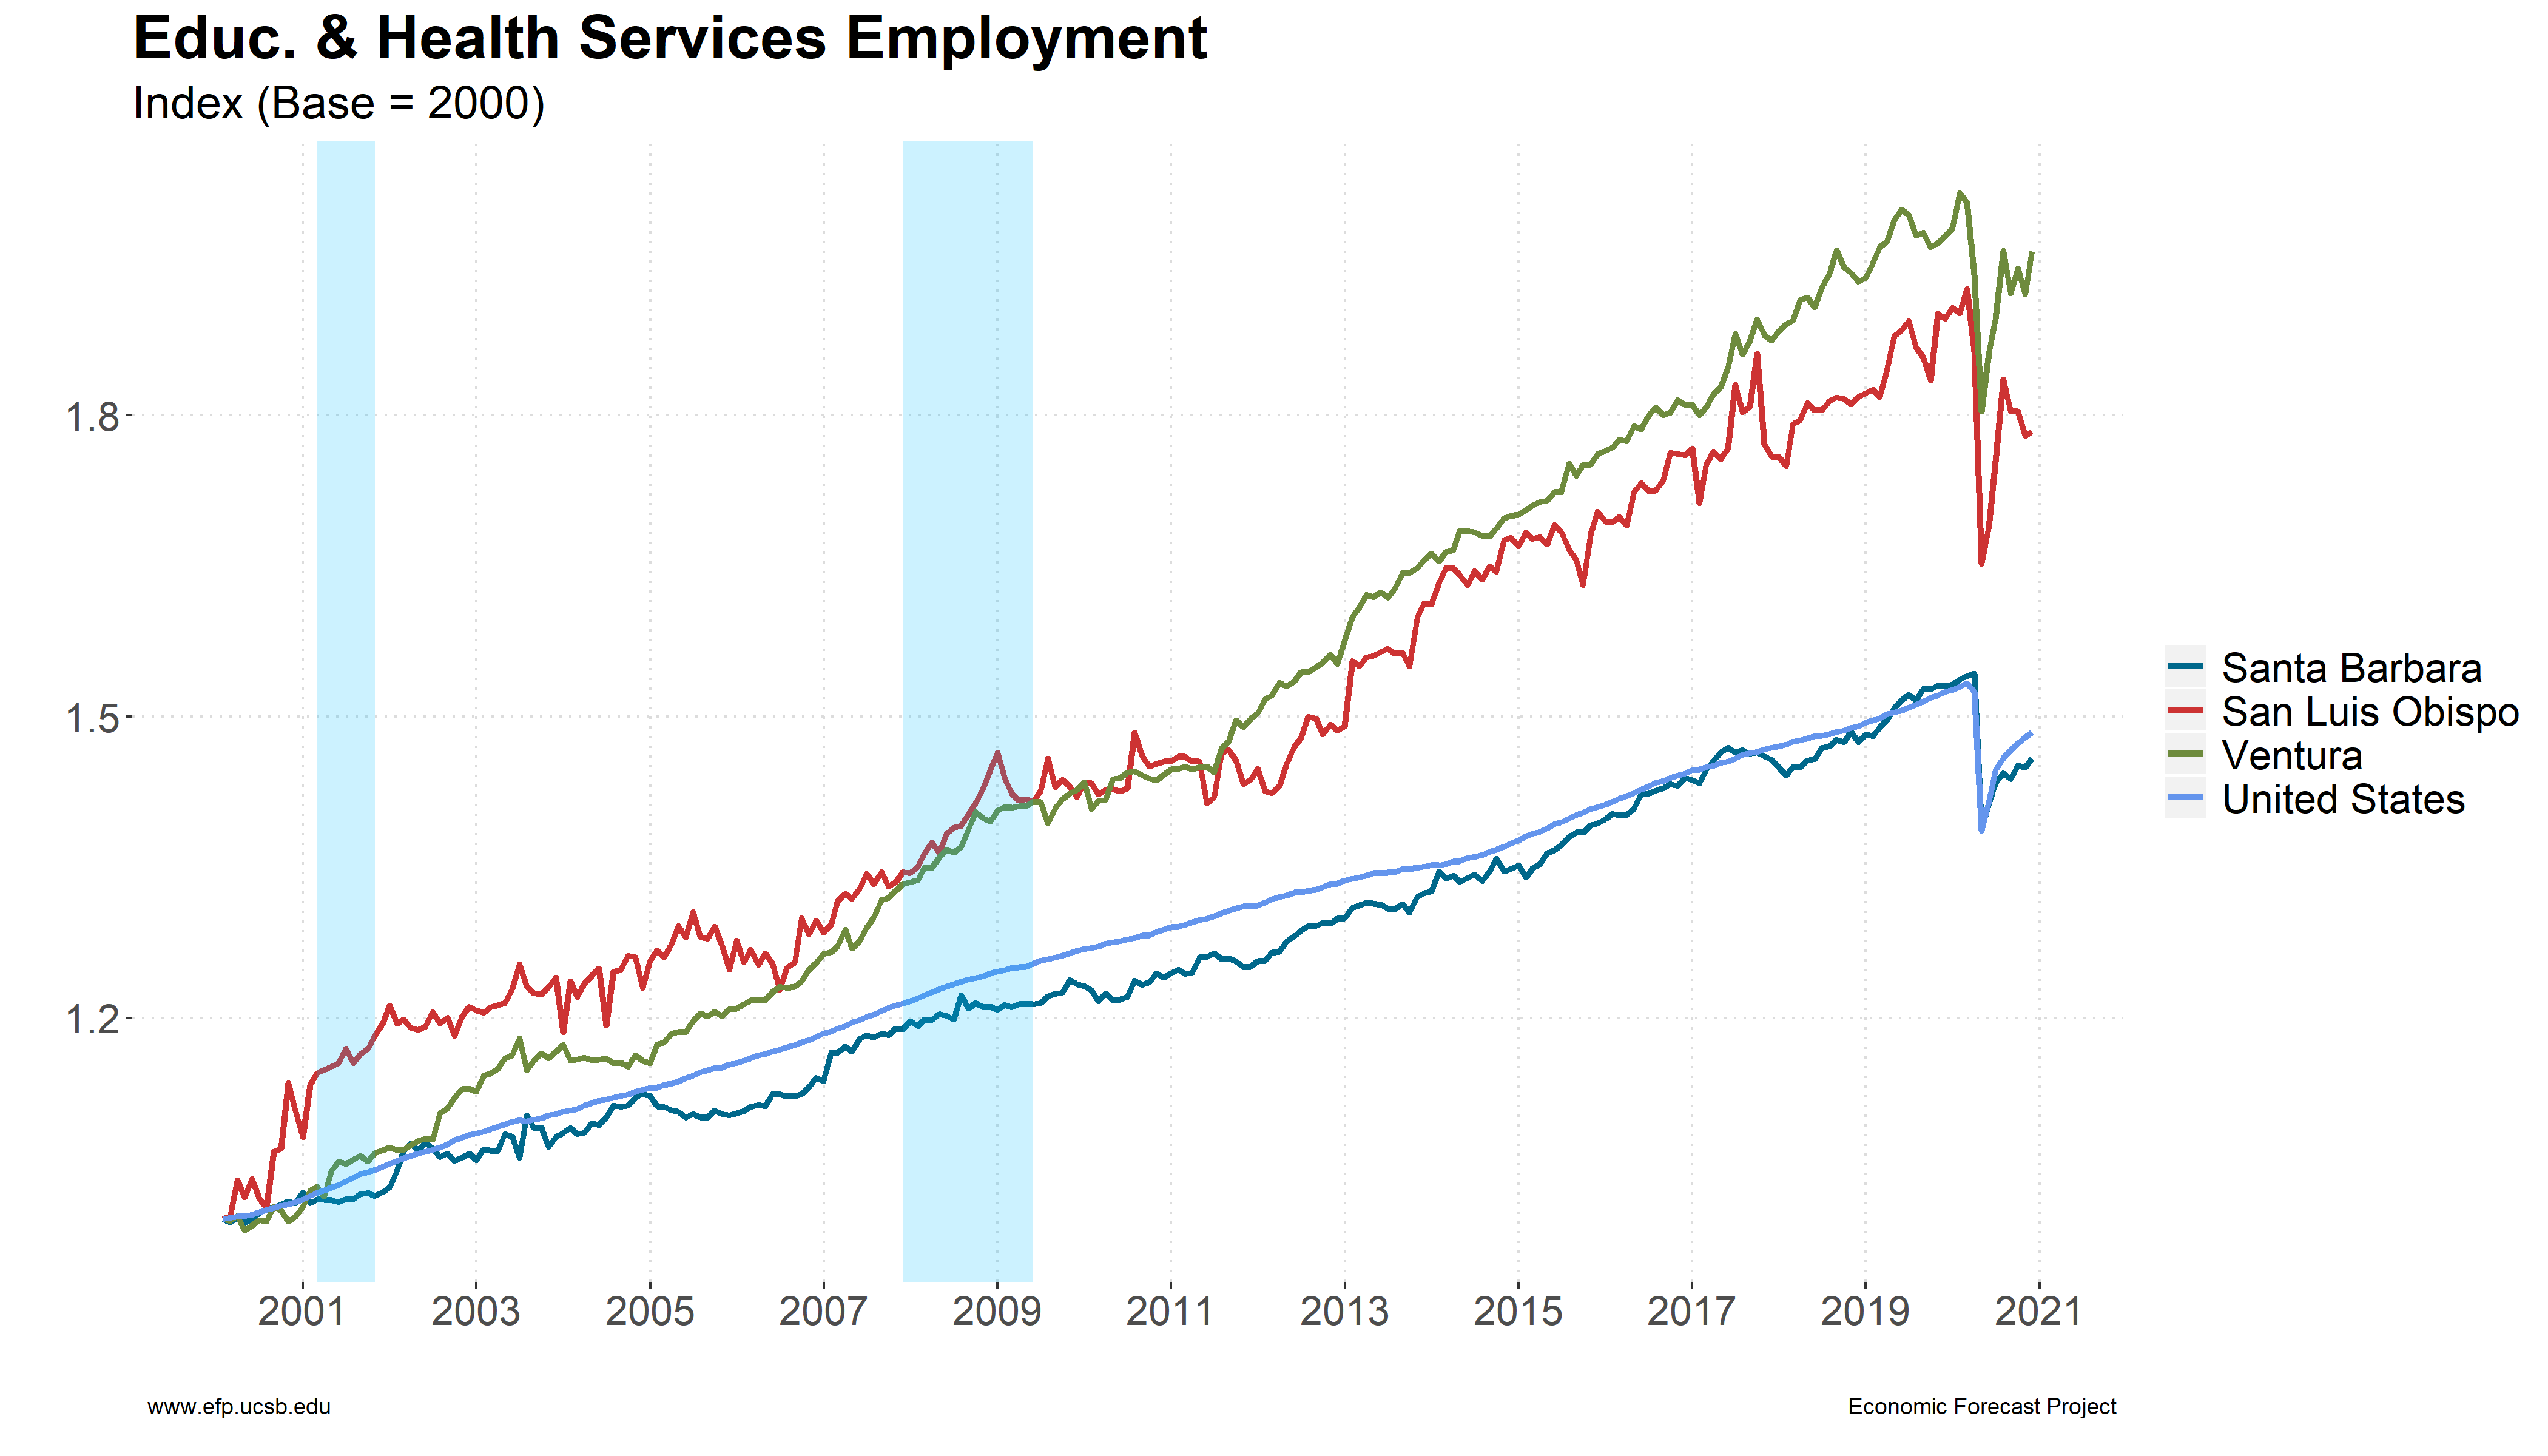 Educ. & Health Services Employment
Index (Base = 2000)
1.8
1.5
1.2
2001 2003 2005 2007 2009 2011 2013 2015 2017 2019 2021
Santa Barbara
San Luis Obispo
Ventura
United States
www.efp.ucsb.edu
Economic Forecast Project